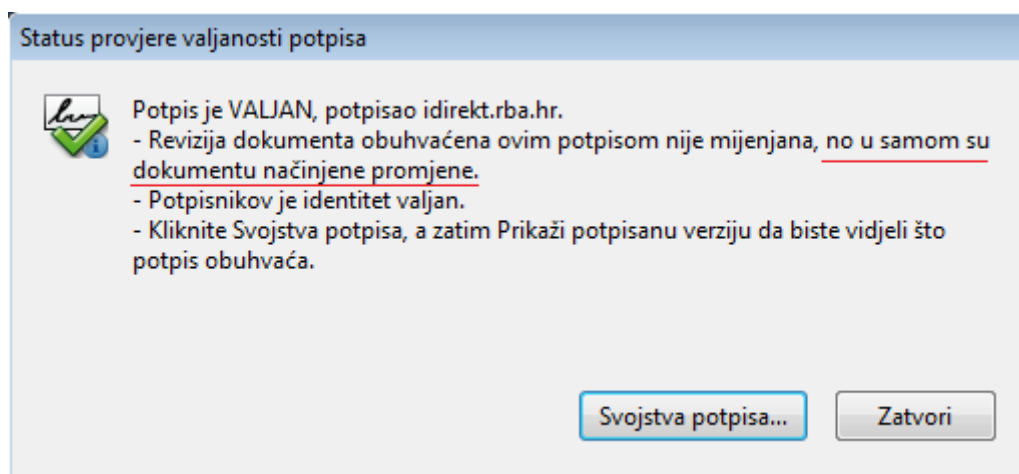 Status provjere valjanosti potpisa
Potpis je VALJAN, potpisao idirekt.rba.hr.
- Revizija dokumenta obuhvaćena ovim potpisom nije mijenjana, no u samom su
dokumentu načinjene promjene.
- Potpisnikov je identitet valjan.
- Kliknite Svojstva potpisa, a zatim Prikaži potpisanu verziju da biste vidjeli što
potpis obuhvaća.
Svojstva potpisa... Zatvori